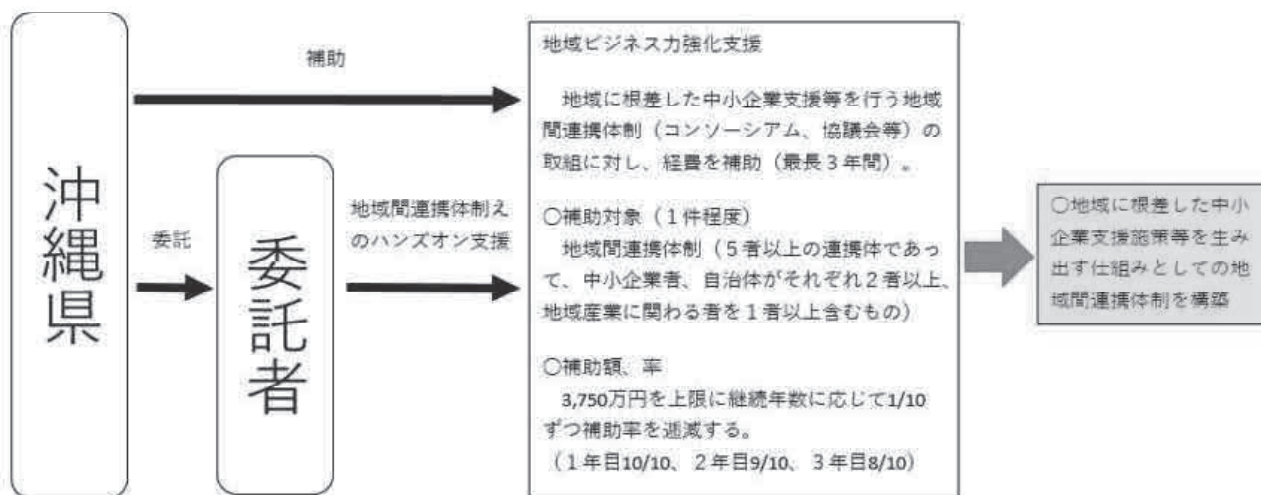 沖縄県
補助
委託
委託者
地域間連携体制え
のハンズオン支援
地域ビジネス力強化支援
地域に根差した中小企業支援等を行う地域
間連携体制（コンソーシアム、協議会等）の
取組に対し、経費を補助（最長３年間）。
○補助対象（１件程度）
地域間連携体制（５者以上の連携体であっ
て、中小企業者、自治体がそれぞれ２者以上、
地域産業に関わる者を１者以上含むもの）
○補助額、率
3,750万円を上限に継続年数に応じて1/10
ずつ補助率を逓減する。
（１年目10/10、２年目9/10、３年目8/10）
○地域に根差した中小
企業支援施策等を生み
出す仕組みとしての地
域間連携体制を構築